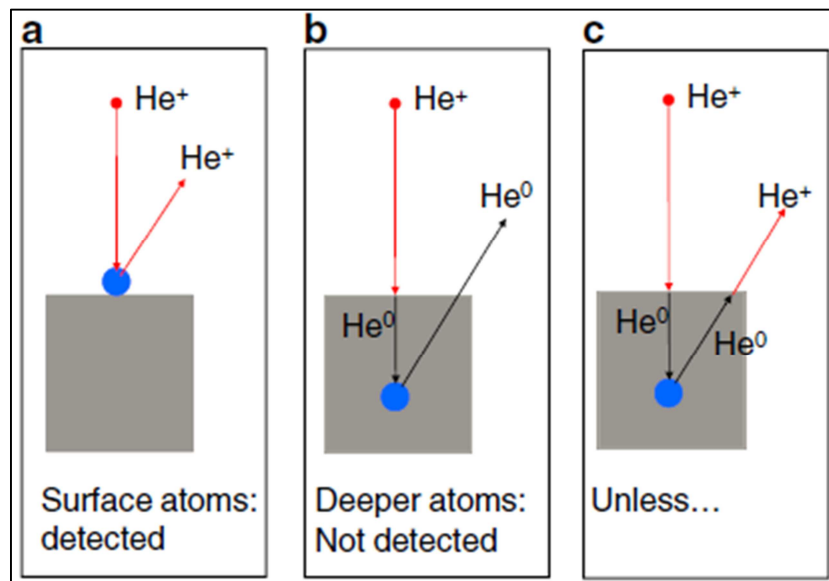 a
He⁺
He⁺
Surface atoms:
detected
b
He⁺
He⁰
He⁰
Deeper atoms:
Not detected
c
He⁺
He⁺
He⁰
He⁰
Unless...